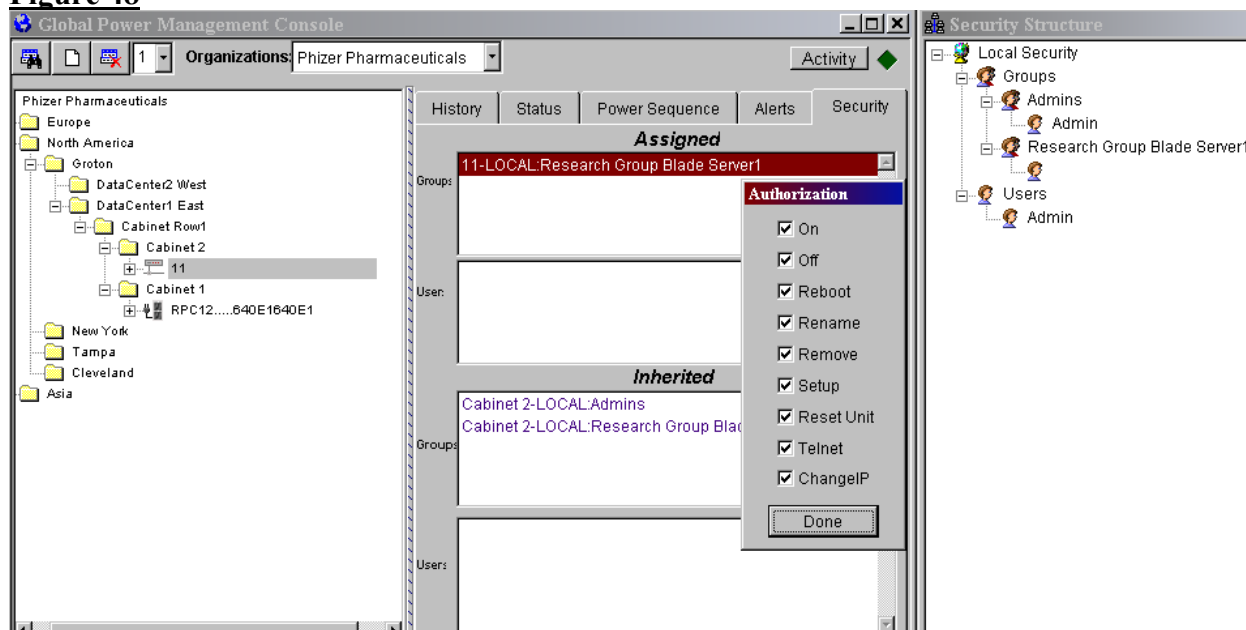 Figure 48
Global Power Management Console
1 Organizations: Phizer Pharmaceuticals Activity
Phizer Pharmaceuticals
Europe
North America
Groton
DataCenter2 West
DataCenter1 East
Cabinet Row1
Cabinet 2
11
Cabinet 1
RPC12.....640E1640E1
New York
Tampa
Cleveland
Asia
History Status Power Sequence Alerts Security
Assigned
Groups
11-LOCAL:Research Group Blade Server1
User:
Inherited
Groups
Cabinet 2-LOCAL:Admins
Cabinet 2-LOCAL:Research Group Blad
Users
Authorization
On
Off
Reboot
Rename
Remove
Setup
Reset Unit
Telnet
ChangeIP
Done
Security Structure
Local Security
Groups
Admins
Admin
Research Group Blade Server1
Users
Admin